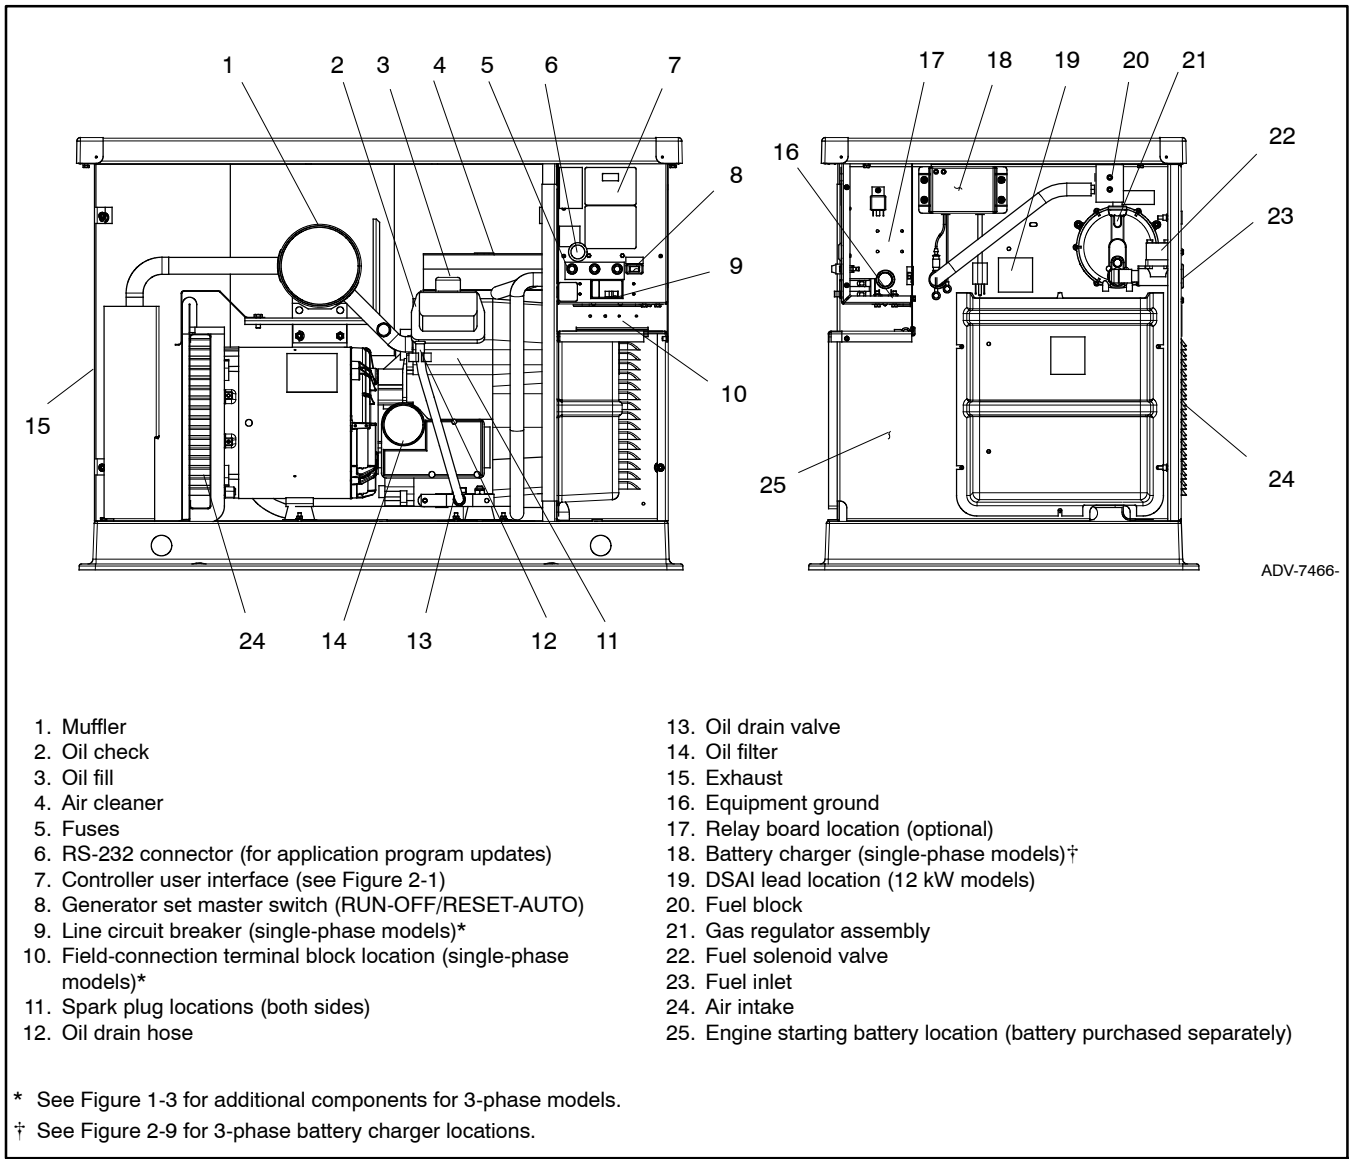 1 2 3 4 5 6 7
17 18 19 20 21
16
22
8
23
9
10
15
25
24
ADV-7466-
24 14 13 12 11
1. Muffler
2. Oil check
3. Oil fill
4. Air cleaner
5. Fuses
6. RS-232 connector (for application program updates)
7. Controller user interface (see Figure 2-1)
8. Generator set master switch (RUN-OFF/RESET-AUTO)
9. Line circuit breaker (single-phase models)*
10. Field-connection terminal block location (single-phase
models)*
11. Spark plug locations (both sides)
12. Oil drain hose
13. Oil drain valve
14. Oil filter
15. Exhaust
16. Equipment ground
17. Relay board location (optional)
18. Battery charger (single-phase models)†
19. DSAI lead location (12 kW models)
20. Fuel block
21. Gas regulator assembly
22. Fuel solenoid valve
23. Fuel inlet
24. Air intake
25. Engine starting battery location (battery purchased separately)
* See Figure 1-3 for additional components for 3-phase models.
† See Figure 2-9 for 3-phase battery charger locations.